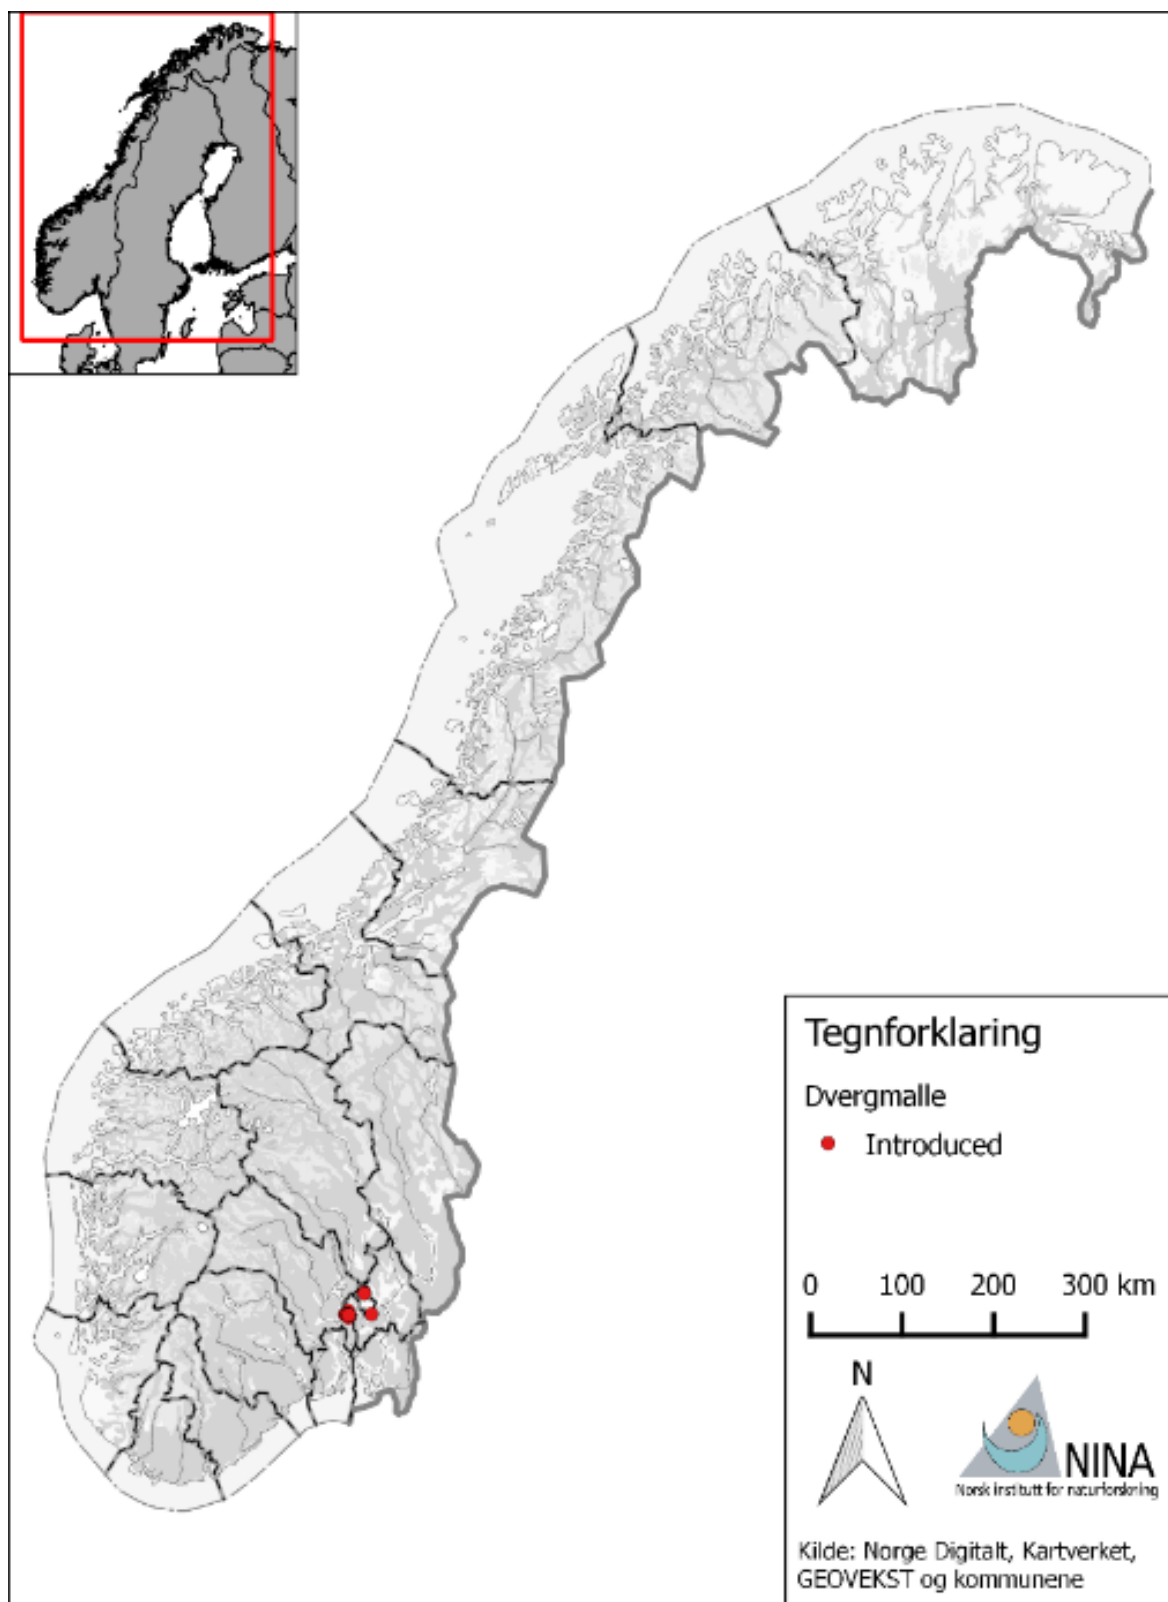 Tegnforklaring
Dvergmalle
Introduced
0 100 200 300 km
N
NINA
Norsk institutt for naturforskning
Kilde: Norge Digitalt, Kartverket,
GEOVEKST og kommunene